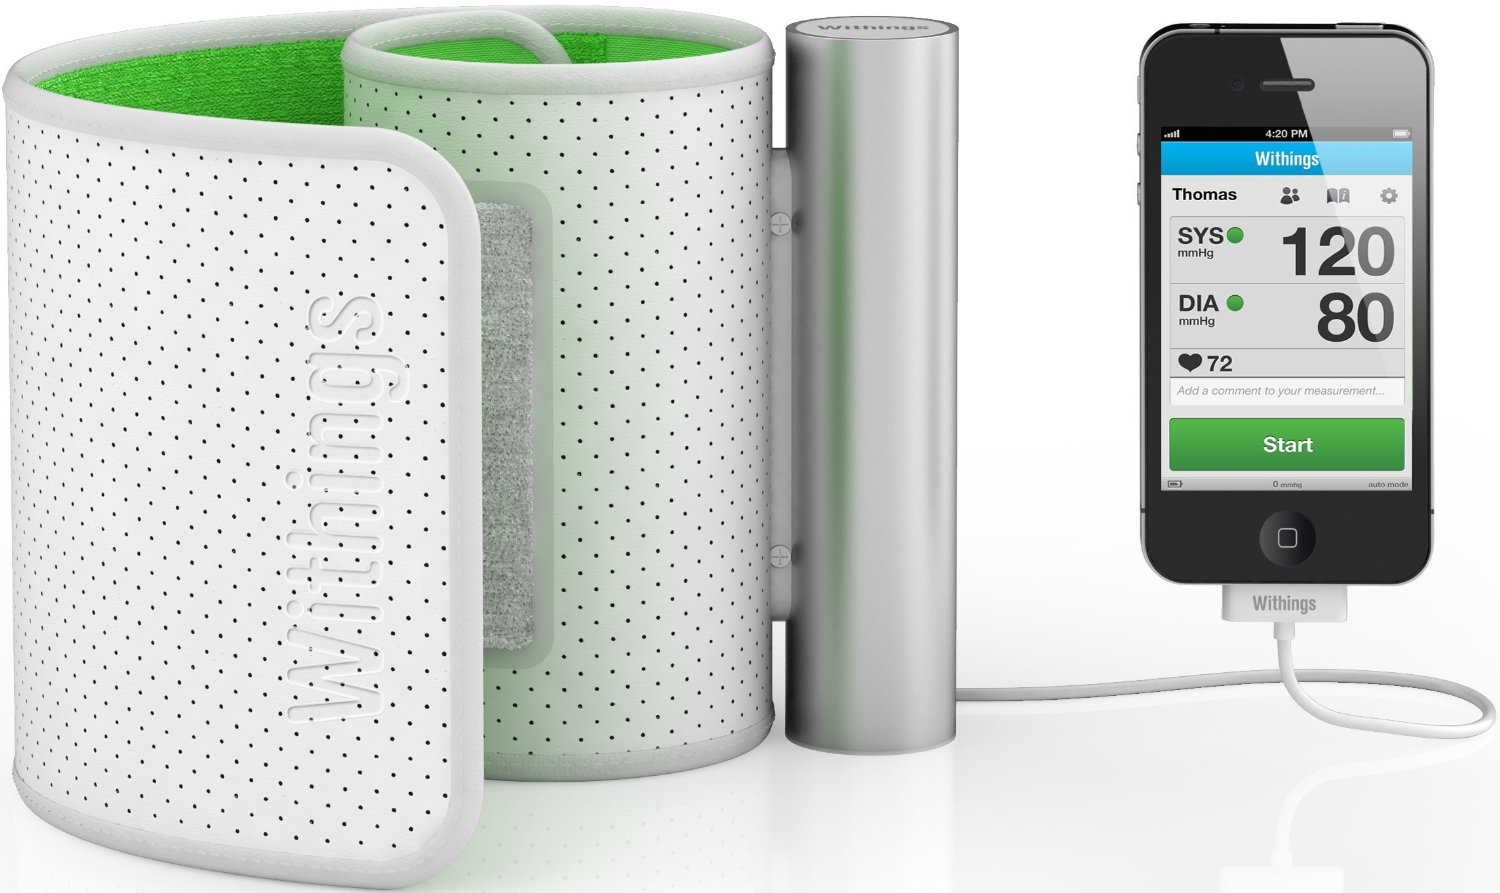 Withings
Withings
4:20 PM
Withings
Thomas
SYS
mmHg
120
DIA
mmHg
80
72
Add a comment to your measurement...
Start
0 mmhg
auto mode
Withings